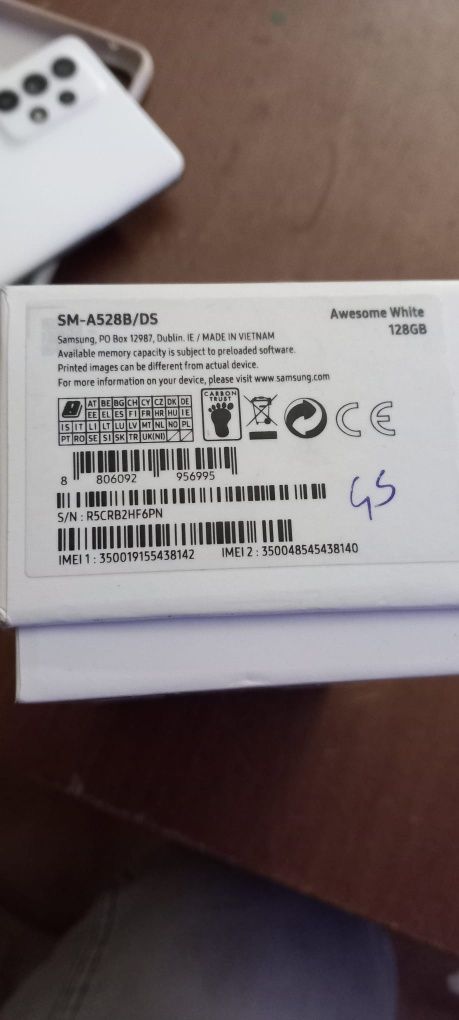 SM-A528B/DS
Awesome White
128GB
Samsung, PO Box 12987, Dublin. IE / MADE IN VIETNAM
Available memory capacity is subject to preloaded software.
Printed images can be different from actual device.
For more information on your device, please visit www.samsung.com
AT BE BG CH CY CZ DK DE
EE EL ES FI FR HR HU IE
IS IT LI LT LU LV MT NL NO PL
PT RO SE SI SK TR UK(NI)
CARBON
TRUST
CE
8 806092 956995
S/N : R5CRB2HF6PN
GS
IMEI 1 : 350019155438142 IMEI 2 : 350048545438140